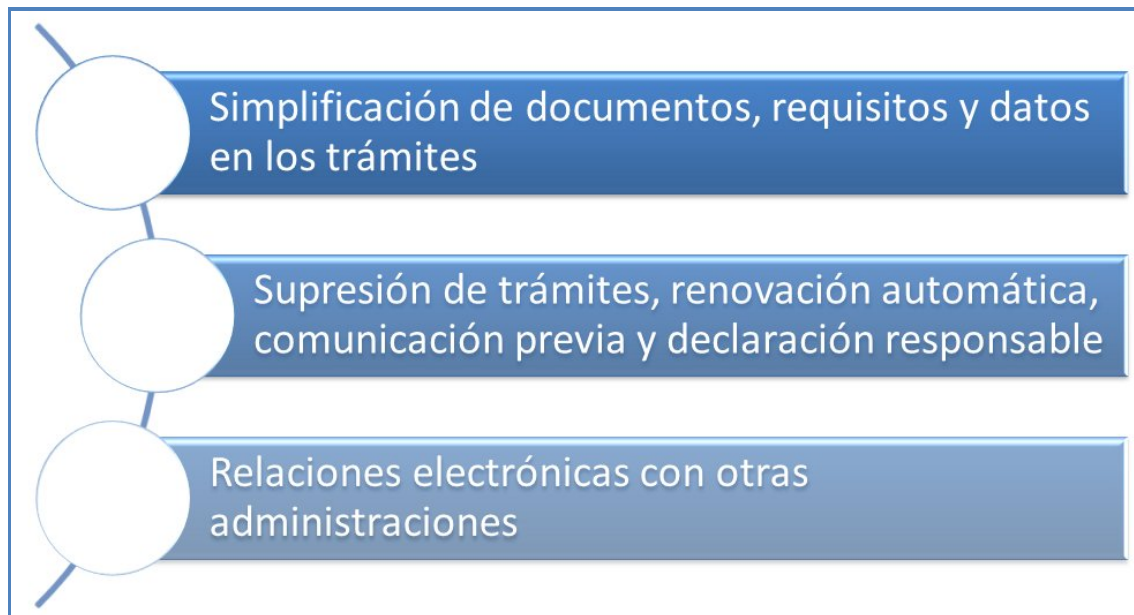 Simplificación de documentos, requisitos y datos
en los trámites
Supresión de trámites, renovación automática,
comunicación previa y declaración responsable
Relaciones electrónicas con otras
administraciones